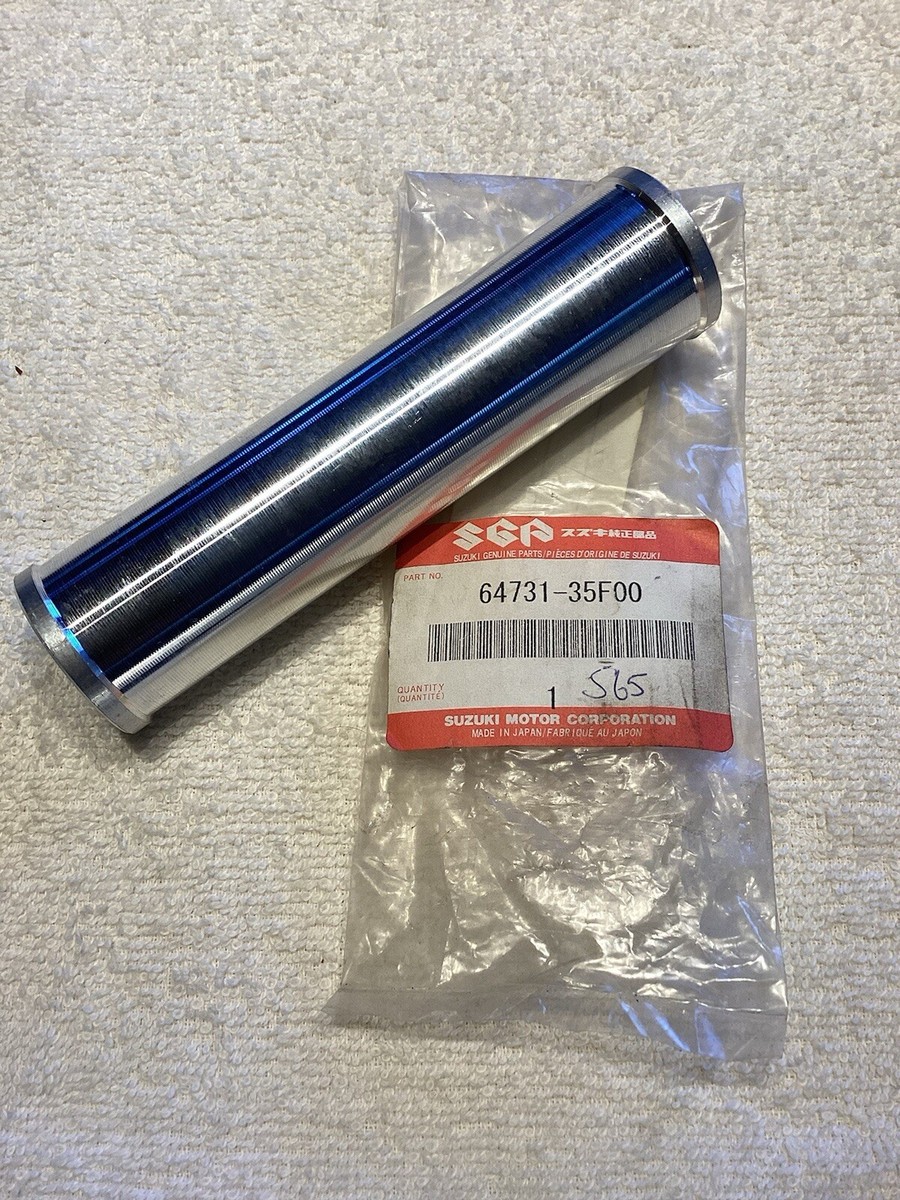 SGP スズキ純正部品
SUZUKI GENUINE PARTS/PIÈCES D'ORIGINE DE SUZUKI
PART NO.
64731-35F00
QUANTITY
(QUANTITÉ)
1 565
SUZUKI MOTOR CORPORATION
MADE IN JAPAN/FABRIQUÉ AU JAPON